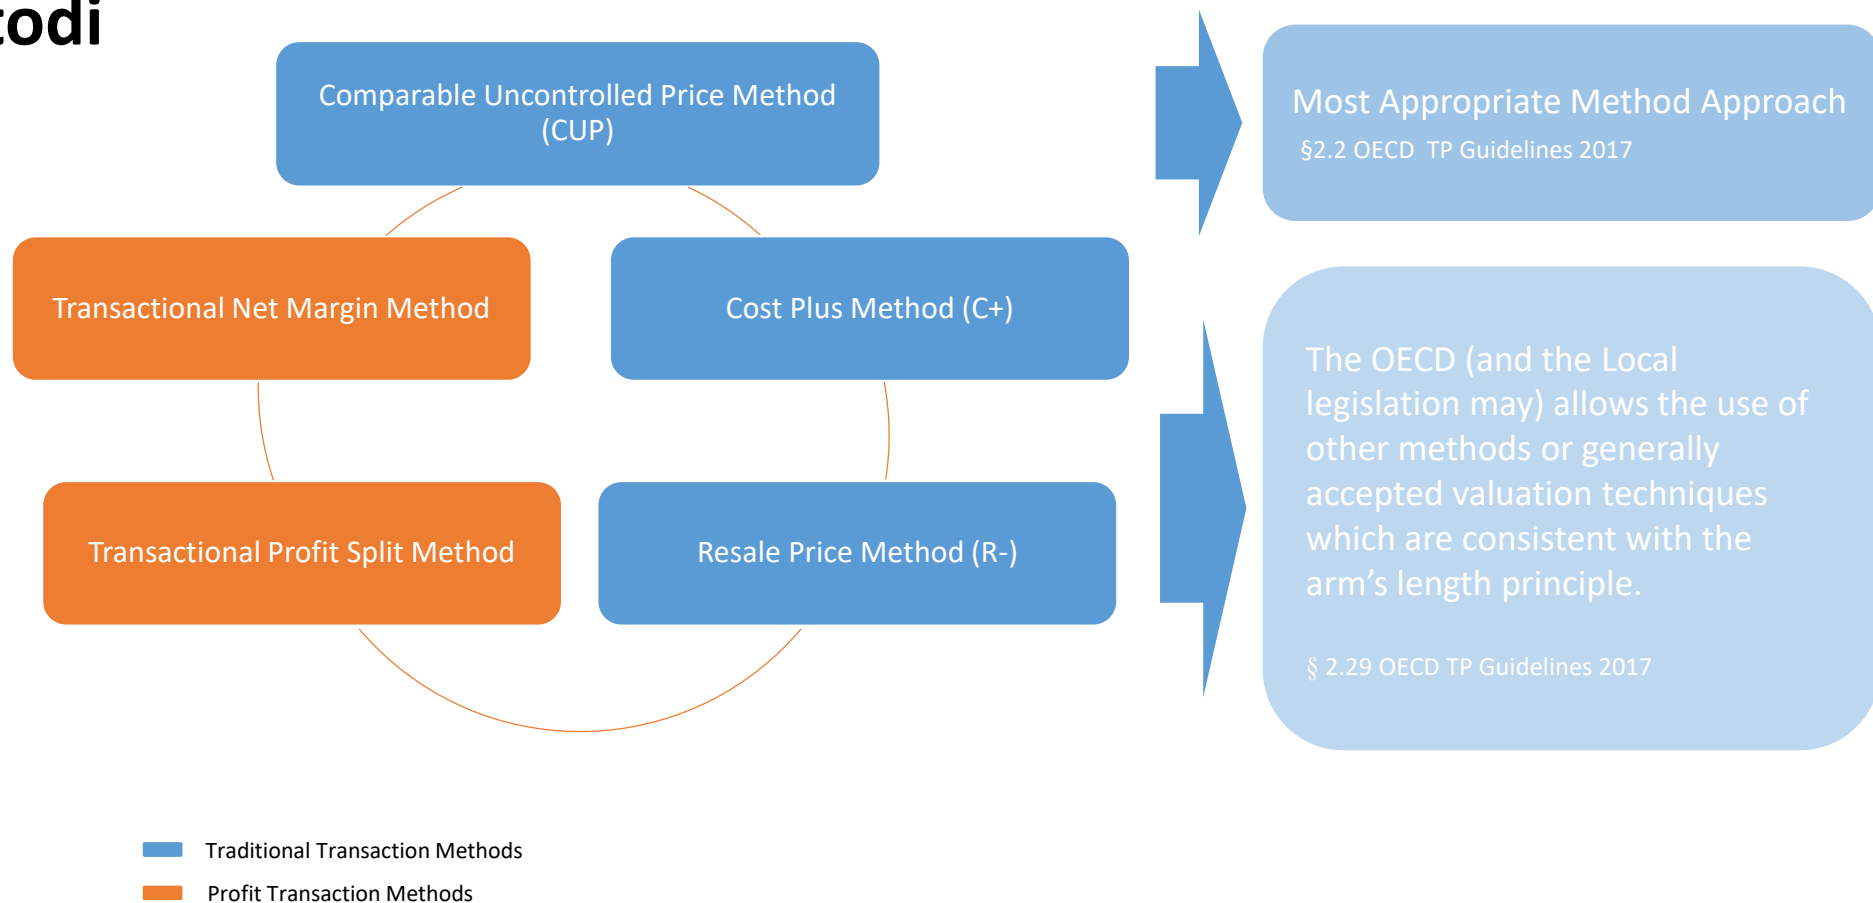 todi
Comparable Uncontrolled Price Method
(CUP)
Transactional Net Margin Method
Cost Plus Method (C+)
Transactional Profit Split Method
Resale Price Method (R-)
Most Appropriate Method Approach
§2.2 OECD TP Guidelines 2017
The OECD (and the Local
legislation may) allows the use of
other methods or generally
accepted valuation techniques
which are consistent with the
arm’s length principle.
§ 2.29 OECD TP Guidelines 2017
Traditional Transaction Methods
Profit Transaction Methods